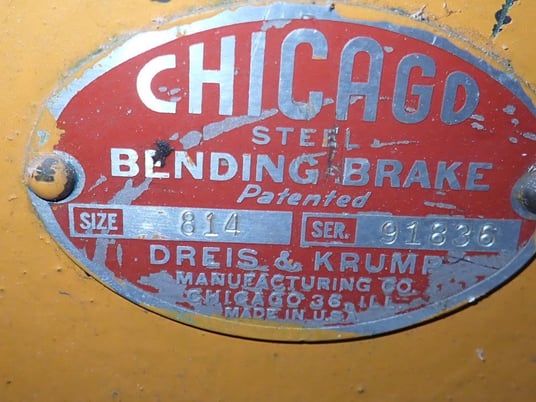 CHICAGO
STEEL
BENDING BRAKE
Patented
SIZE 814 SER. 91836
DREIS & KRUMP
MANUFACTURING CO.
CHICAGO 36, ILL.
MADE IN U.S.A.